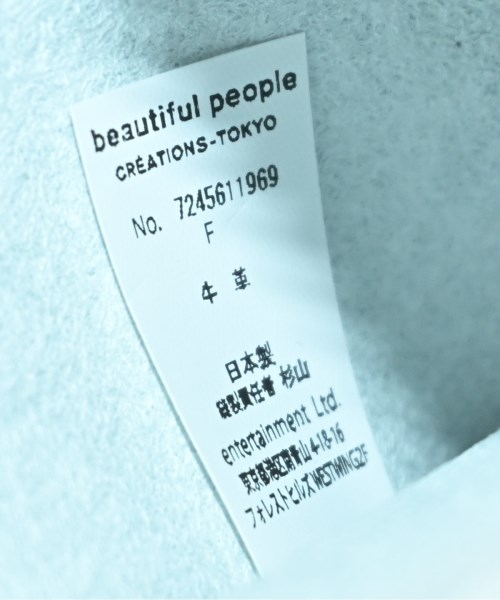 beautiful people
CRÉATIONS-TOKYO
No. 7245611969
F
牛 革
日本製
縫製責任者 杉山
entertainment Ltd.
東京都港区南青山4-18-16
フォレストヒルズWESTWING2F